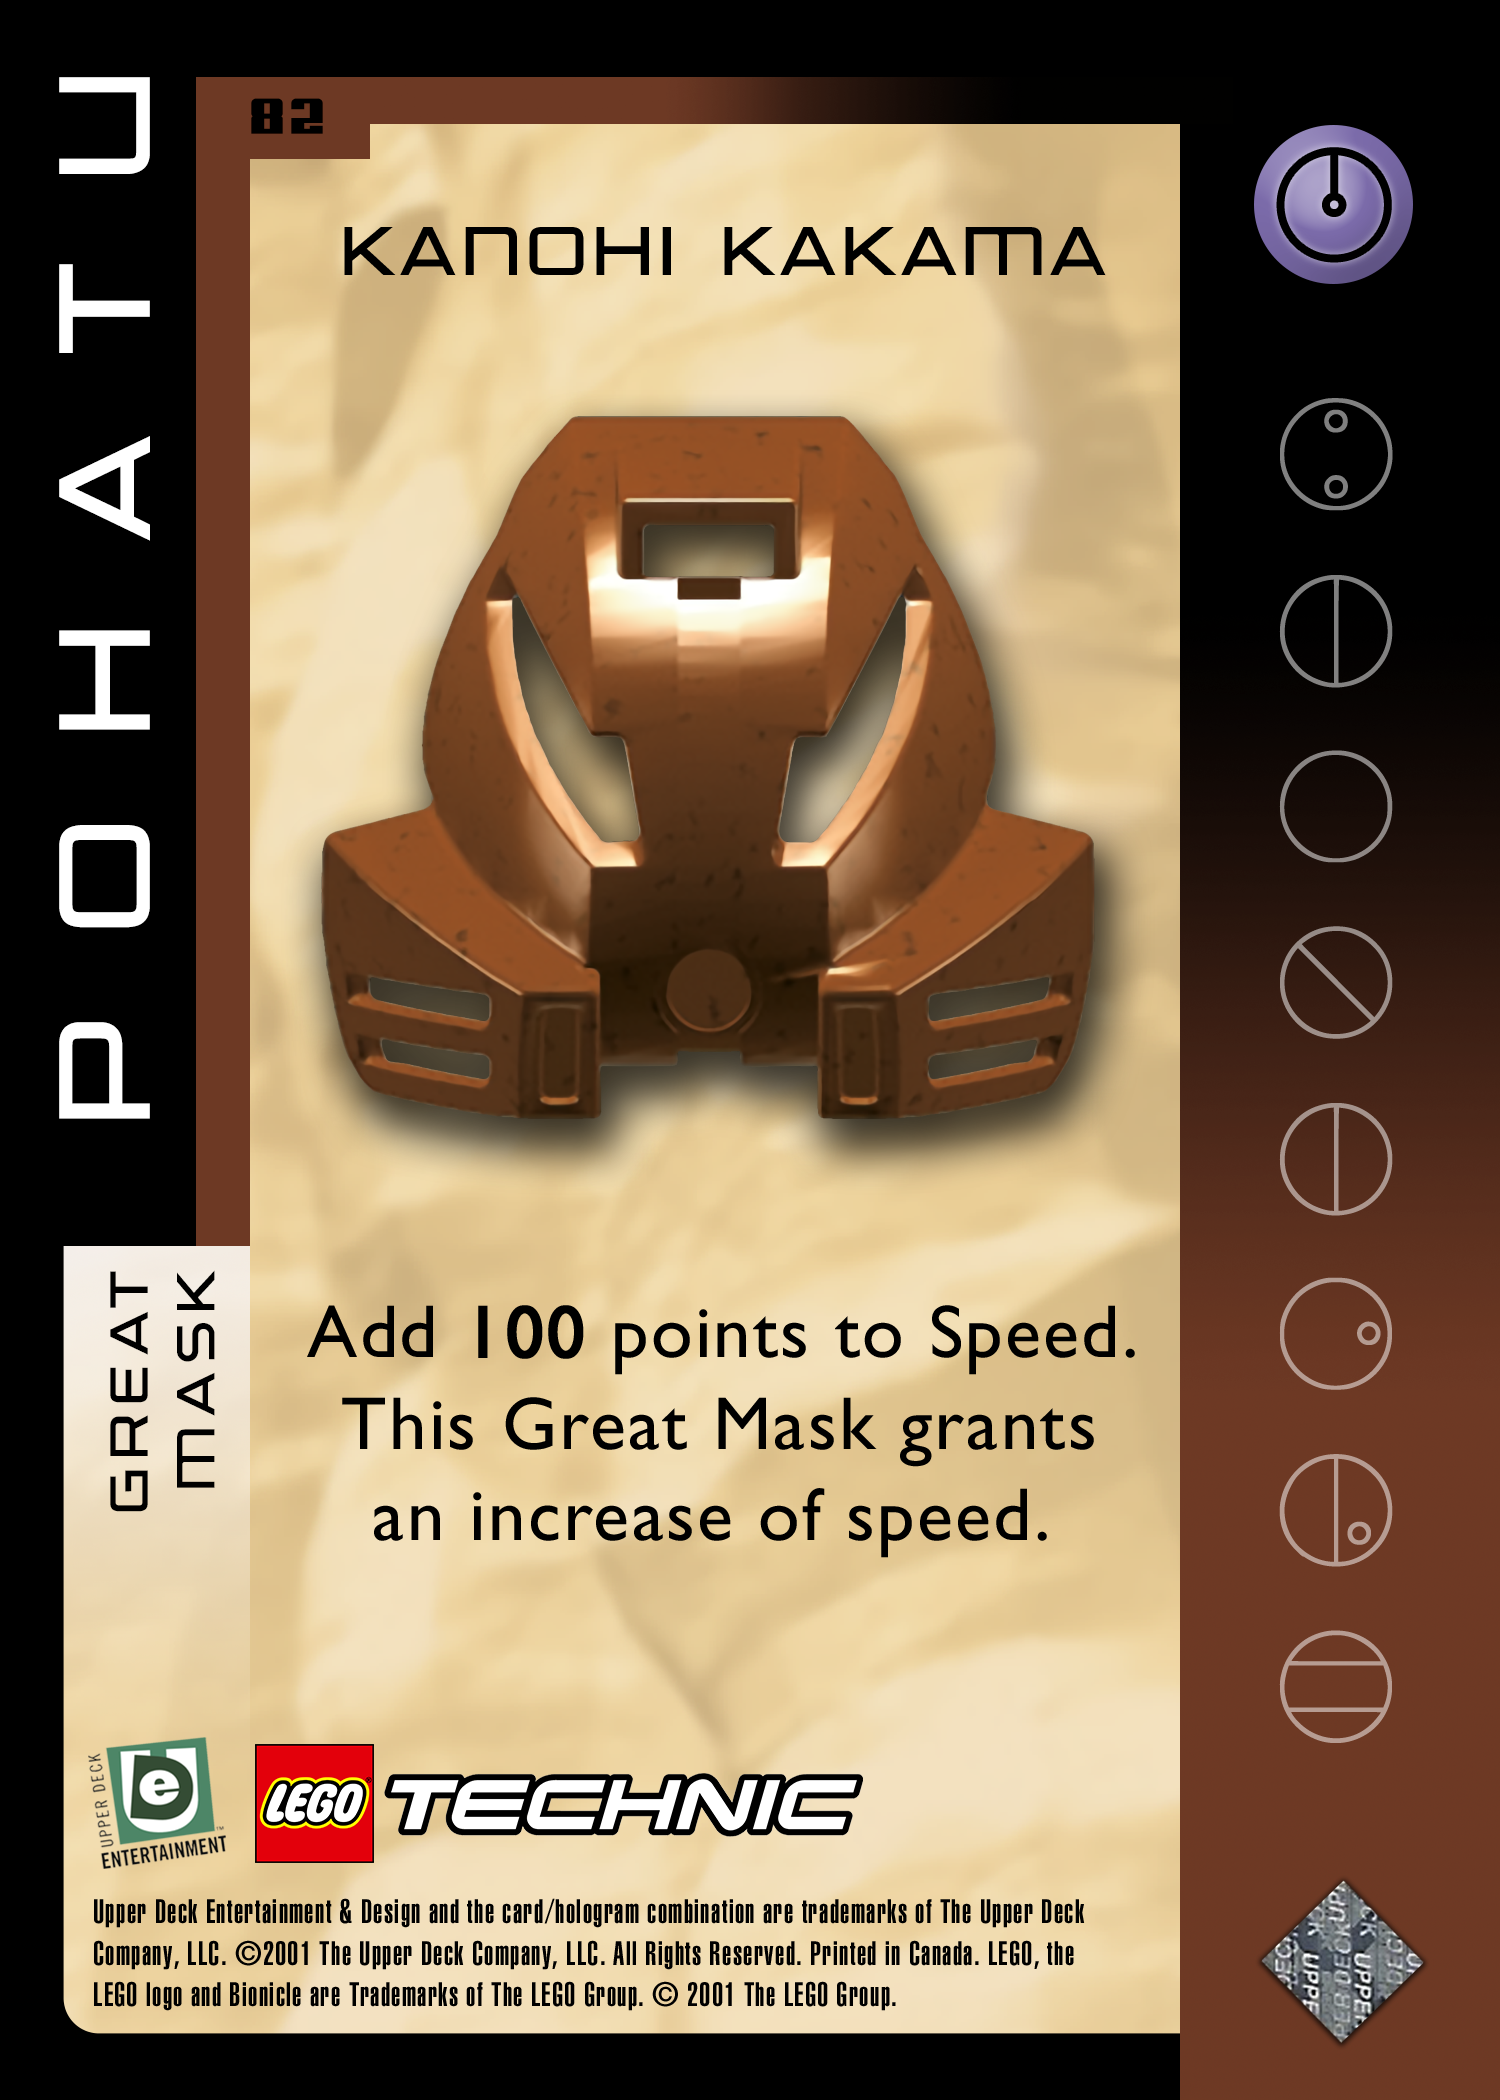 82
POHATU
KANOHI KAKAMA
GREAT
MASK
Add 100 points to Speed.
This Great Mask grants
an increase of speed.
UPPER DECK
UDe
ENTERTAINMENT™
LEGO® TECHNIC
Upper Deck Entertainment & Design and the card/hologram combination are trademarks of The Upper Deck
Company, LLC. ©2001 The Upper Deck Company, LLC. All Rights Reserved. Printed in Canada. LEGO, the
LEGO logo and Bionicle are Trademarks of The LEGO Group. © 2001 The LEGO Group.